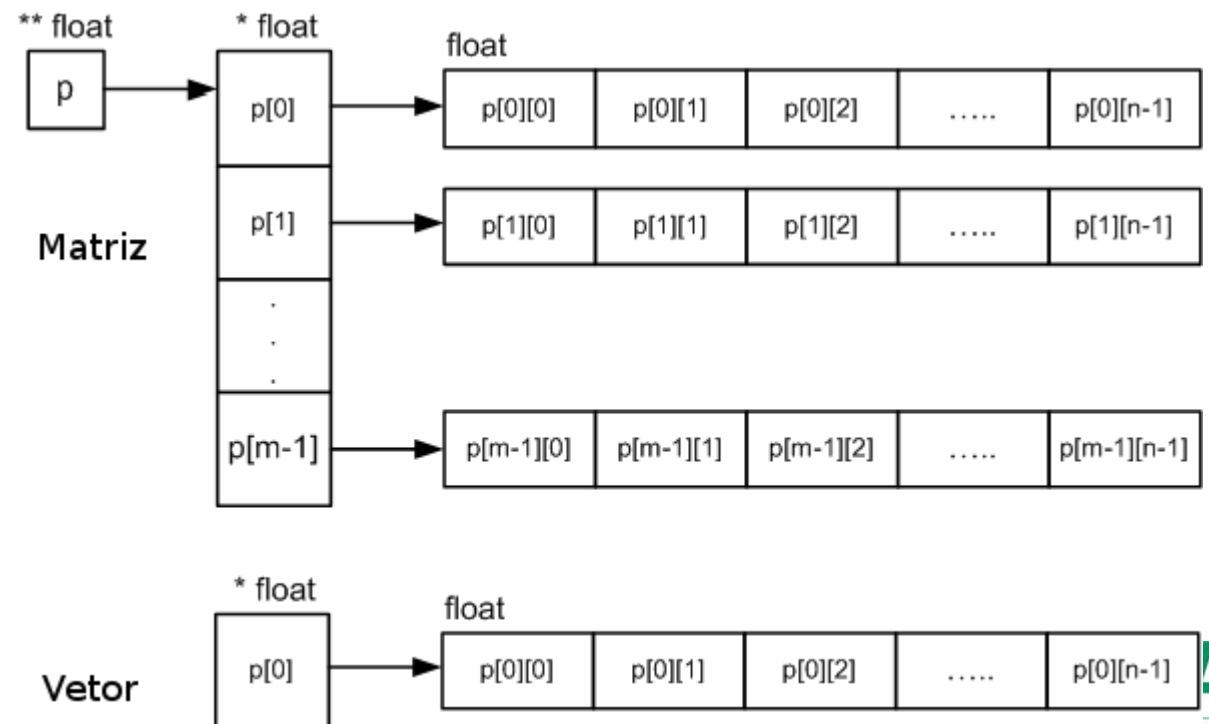 ** float
* float
float
p
p[0]
p[0][0] p[0][1] p[0][2] ..... p[0][n-1]
Matriz
p[1]
p[1][0] p[1][1] p[1][2] ..... p[1][n-1]
.
.
.
p[m-1]
p[m-1][0] p[m-1][1] p[m-1][2] ..... p[m-1][n-1]
* float
float
Vetor
p[0]
p[0][0] p[0][1] p[0][2] ..... p[0][n-1]